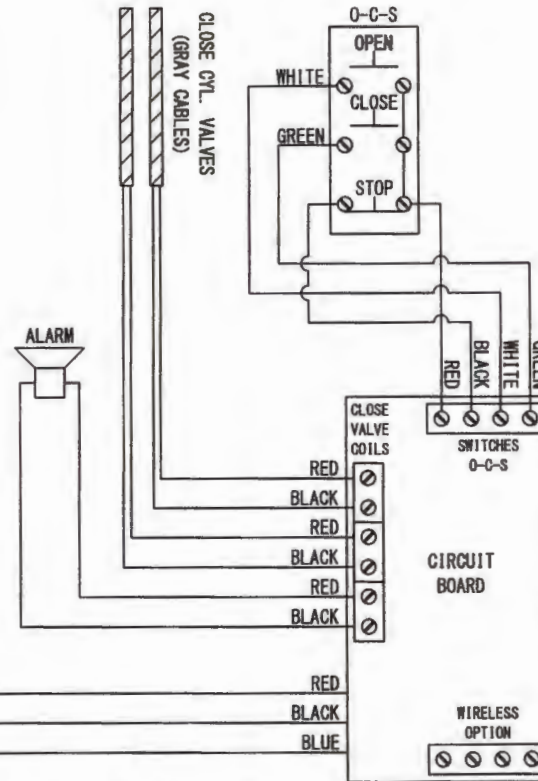 O-C-S
OPEN
WHITE
CLOSE
GREEN
STOP
CLOSE CYL. VALVES
(GRAY CABLES)
ALARM
RED
BLACK
WHITE
GREEN
SWITCHES
O-C-S
CLOSE
VALVE
COILS
RED
BLACK
RED
BLACK
RED
BLACK
CIRCUIT
BOARD
RED
BLACK
BLUE
WIRELESS
OPTION